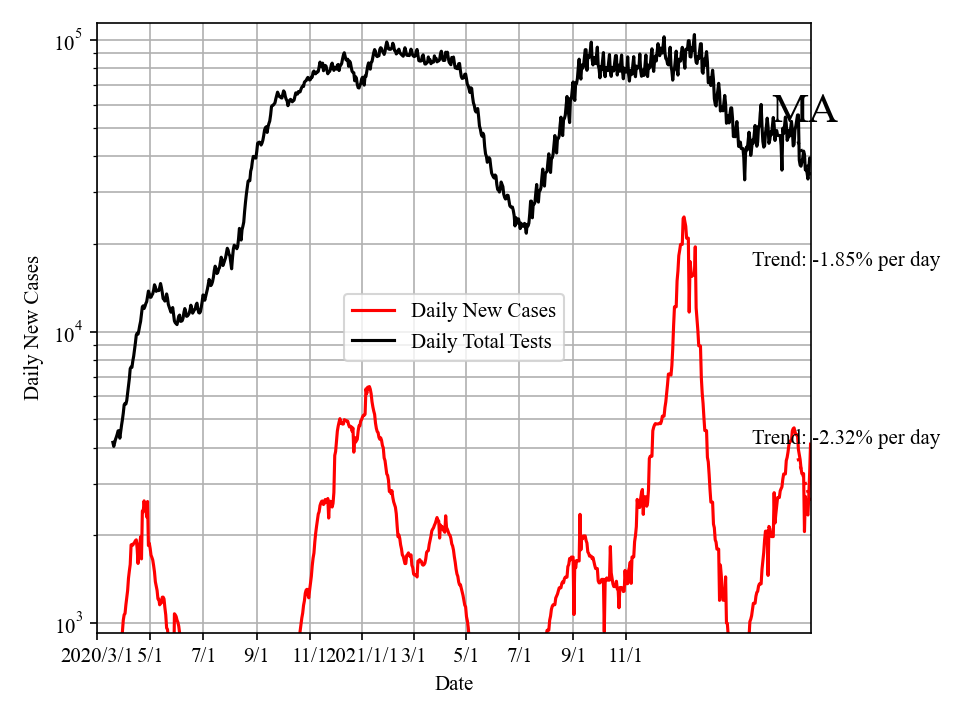 10^5
MA
Trend: -1.85% per day
10^4
Daily New Cases
Daily Total Tests
Trend: -2.32% per day
10^3
Daily New Cases
2020/3/1 5/1 7/1 9/1 11/1 2021/1/1 3/1 5/1 7/1 9/1 11/1
Date